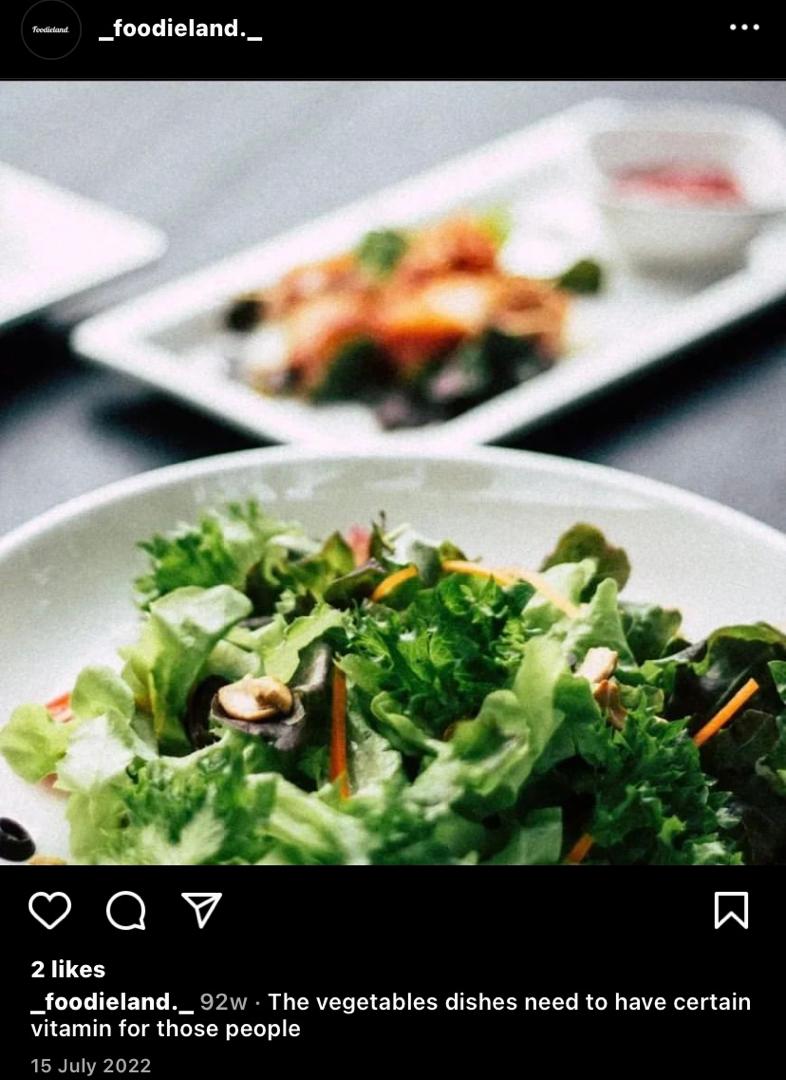 Foodieland.
_foodieland._
2 likes
_foodieland._ 92w · The vegetables dishes need to have certain
vitamin for those people
15 July 2022